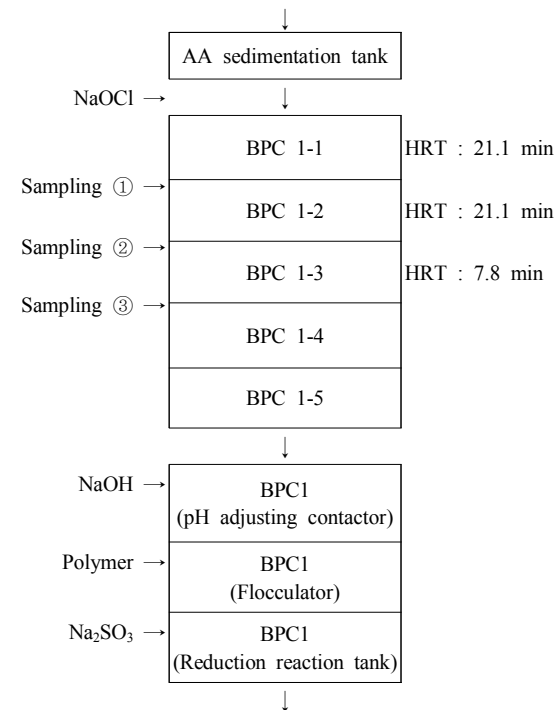 AA sedimentation tank
NaOCl →
BPC 1-1
HRT : 21.1 min
Sampling ① →
BPC 1-2
HRT : 21.1 min
Sampling ② →
BPC 1-3
HRT : 7.8 min
Sampling ③ →
BPC 1-4
BPC 1-5
NaOH →
BPC1
(pH adjusting contactor)
Polymer →
BPC1
(Flocculator)
Na₂SO₃ →
BPC1
(Reduction reaction tank)